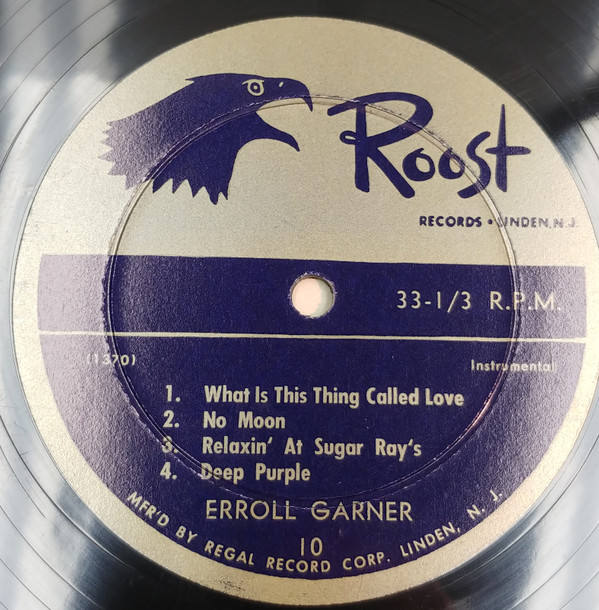 Roost
RECORDS • LINDEN, N.J.
33-1/3 R.P.M.
(1370)
Instrumental
1. What Is This Thing Called Love
2. No Moon
3. Relaxin' At Sugar Ray's
4. Deep Purple
ERROLL GARNER
10
MFR'D BY REGAL RECORD CORP. LINDEN, N. J.